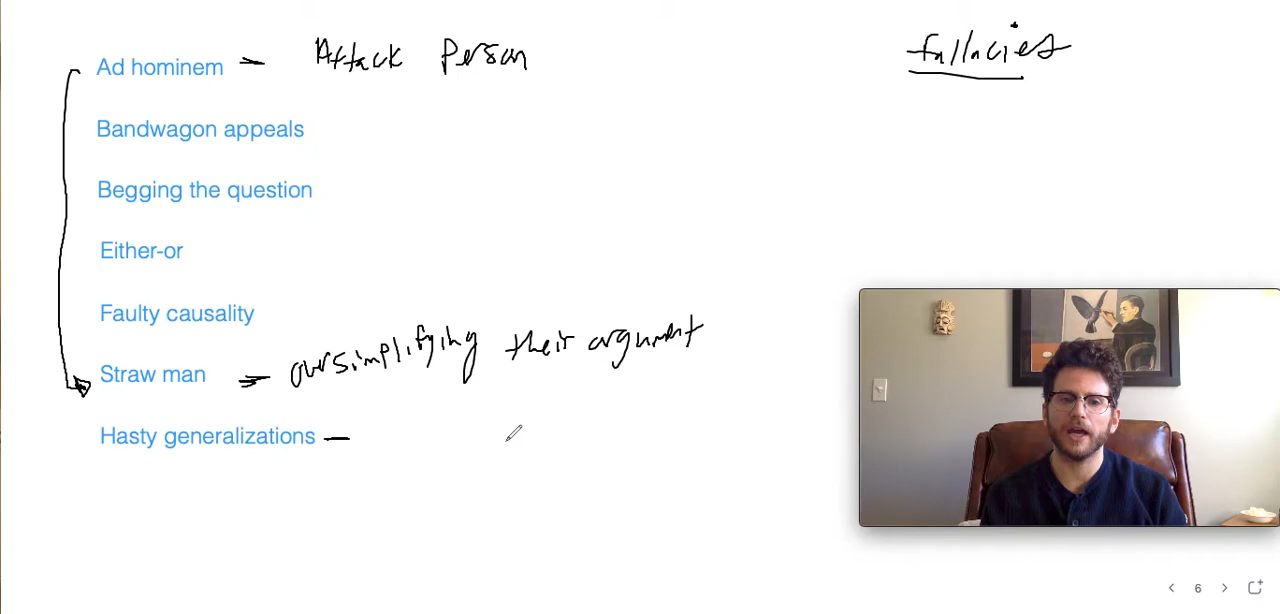 Ad hominem – Attack Person
fallacies
Bandwagon appeals
Begging the question
Either-or
Faulty causality
Straw man – oversimplifying their argument
Hasty generalizations –
6